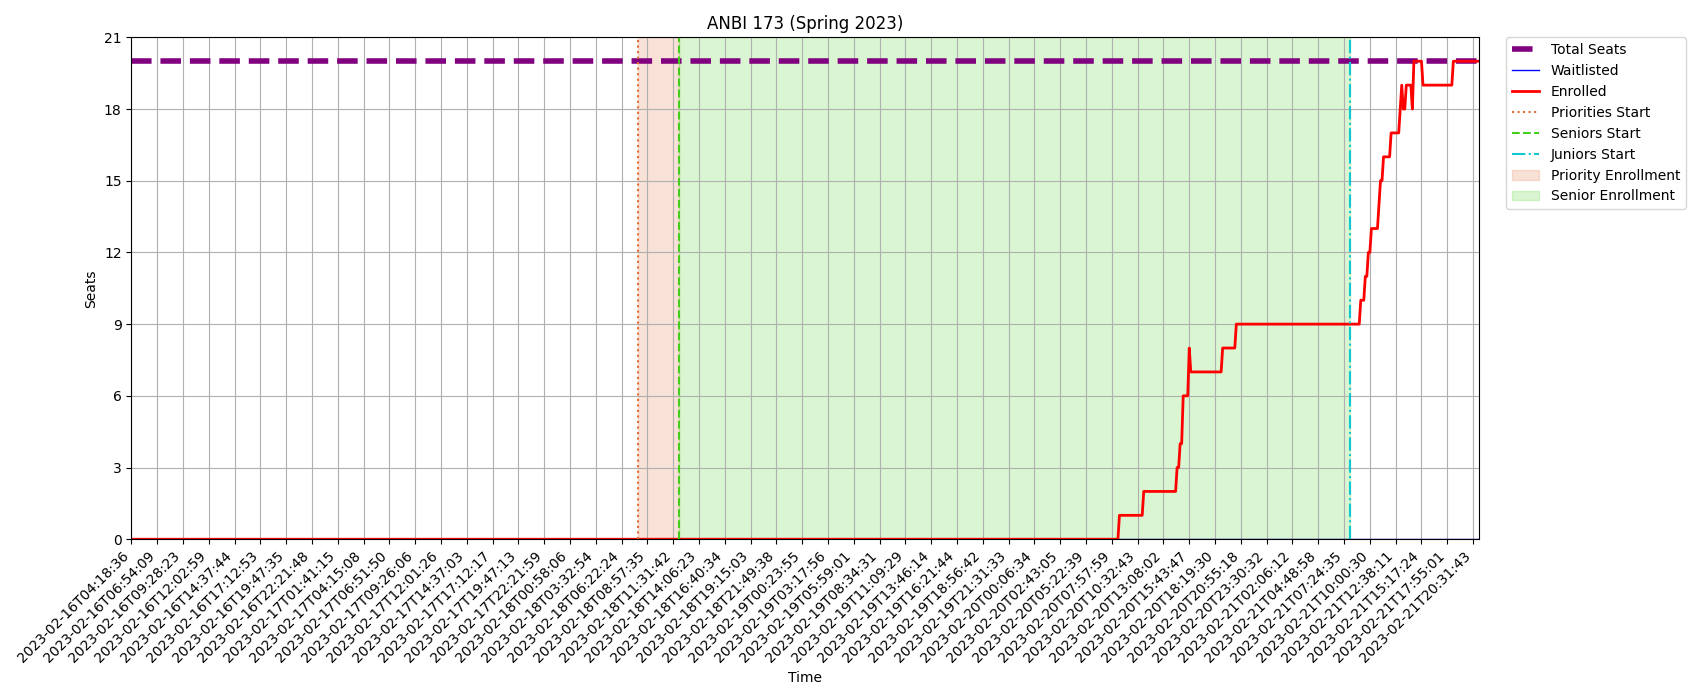 ANBI 173 (Spring 2023)
21
18
15
12
9
6
3
0
Seats
Total Seats
Waitlisted
Enrolled
Priorities Start
Seniors Start
Juniors Start
Priority Enrollment
Senior Enrollment
2023-02-16T04:18:36
2023-02-16T06:54:09
2023-02-16T09:28:23
2023-02-16T12:02:59
2023-02-16T14:37:44
2023-02-16T17:12:53
2023-02-16T19:47:35
2023-02-16T22:21:48
2023-02-17T01:41:15
2023-02-17T04:15:08
2023-02-17T06:51:50
2023-02-17T09:26:06
2023-02-17T12:01:26
2023-02-17T14:37:03
2023-02-17T17:12:17
2023-02-17T19:47:13
2023-02-17T22:21:59
2023-02-18T00:58:06
2023-02-18T03:32:54
2023-02-18T06:22:24
2023-02-18T08:57:35
2023-02-18T11:31:42
2023-02-18T14:06:23
2023-02-18T16:40:34
2023-02-18T19:15:03
2023-02-18T21:49:38
2023-02-19T00:23:55
2023-02-19T03:17:56
2023-02-19T05:59:01
2023-02-19T08:34:31
2023-02-19T11:09:29
2023-02-19T13:46:14
2023-02-19T16:21:44
2023-02-19T18:56:42
2023-02-19T21:31:33
2023-02-20T00:06:34
2023-02-20T02:43:05
2023-02-20T05:22:39
2023-02-20T07:57:59
2023-02-20T10:32:43
2023-02-20T13:08:02
2023-02-20T15:43:47
2023-02-20T18:19:30
2023-02-20T20:55:18
2023-02-20T23:30:32
2023-02-21T02:06:12
2023-02-21T04:48:58
2023-02-21T07:24:35
2023-02-21T10:00:30
2023-02-21T12:38:11
2023-02-21T15:17:24
2023-02-21T17:55:01
2023-02-21T20:31:43
Time